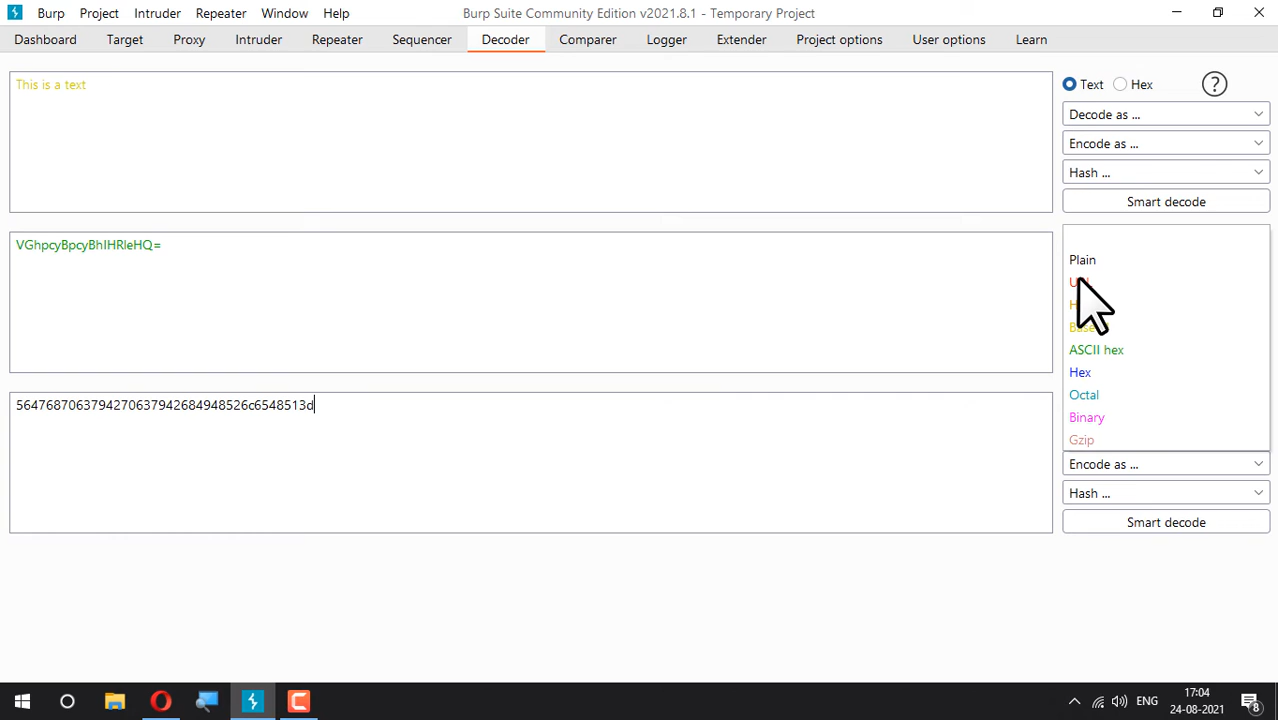 Burp Project Intruder Repeater Window Help
Burp Suite Community Edition v2021.8.1 - Temporary Project
Dashboard Target Proxy Intruder Repeater Sequencer Decoder Comparer Logger Extender Project options User options Learn
This is a text
Text Hex ?
Decode as ...
Encode as ...
Hash ...
Smart decode
VGhpcyBpcyBhIHRleHQ=
Plain
ASCII hex
Hex
Octal
Binary
Gzip
5647687063794270637942684948526c6548513d
Encode as ...
Hash ...
Smart decode
ENG
17:04
24-08-2021
8